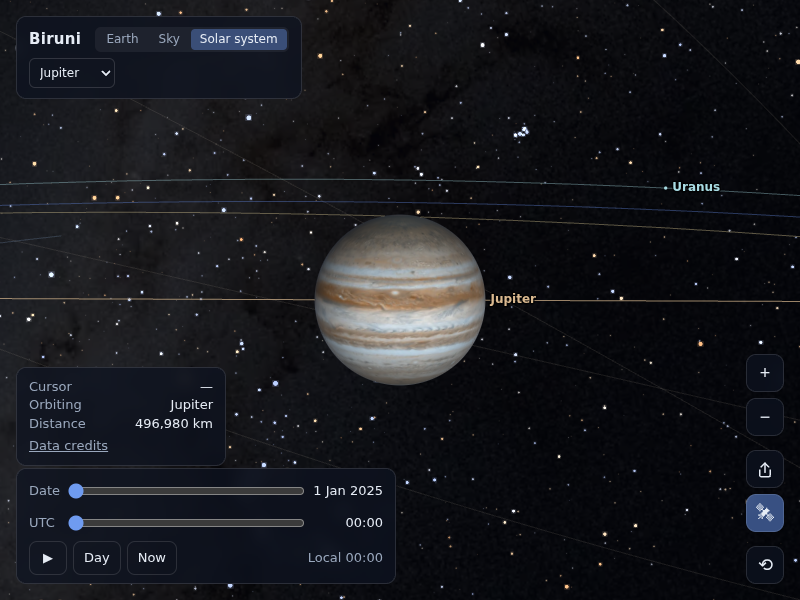 Biruni Earth Sky Solar system
Jupiter
Uranus
Jupiter
Cursor —
Orbiting Jupiter
Distance 496,980 km
Data credits
Date 1 Jan 2025
UTC 00:00
▶ Day Now Local 00:00
+
−
⟲